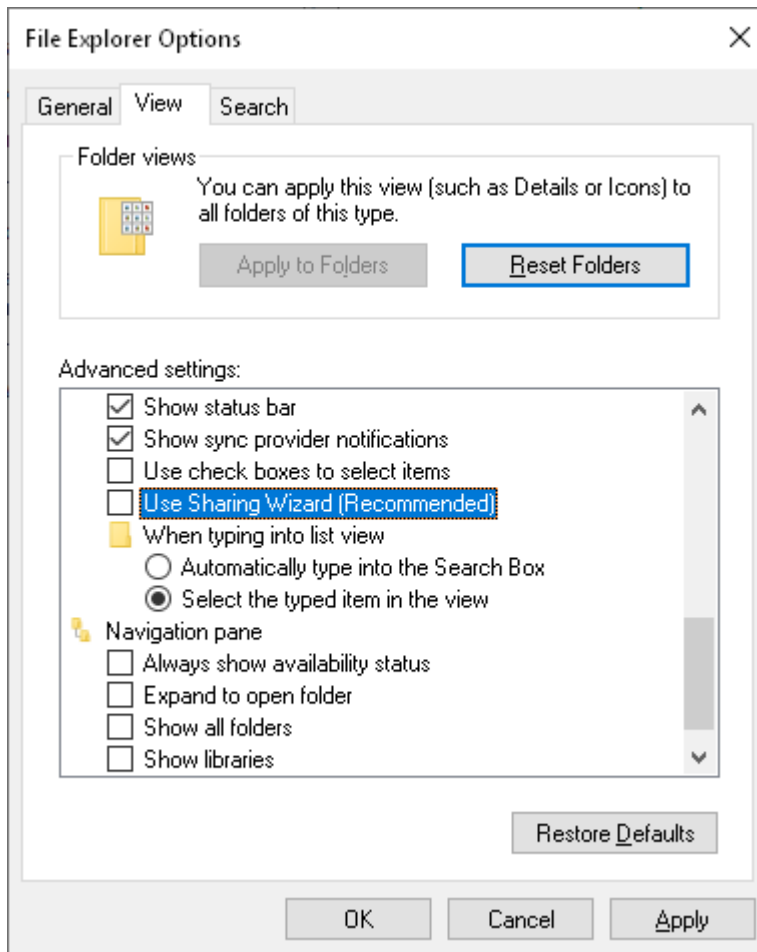 File Explorer Options
General
View
Search
Folder views
You can apply this view (such as Details or Icons) to
all folders of this type.
Apply to Folders
Reset Folders
Advanced settings:
Show status bar
Show sync provider notifications
Use check boxes to select items
Use Sharing Wizard (Recommended)
When typing into list view
Automatically type into the Search Box
Select the typed item in the view
Navigation pane
Always show availability status
Expand to open folder
Show all folders
Show libraries
Restore Defaults
OK
Cancel
Apply